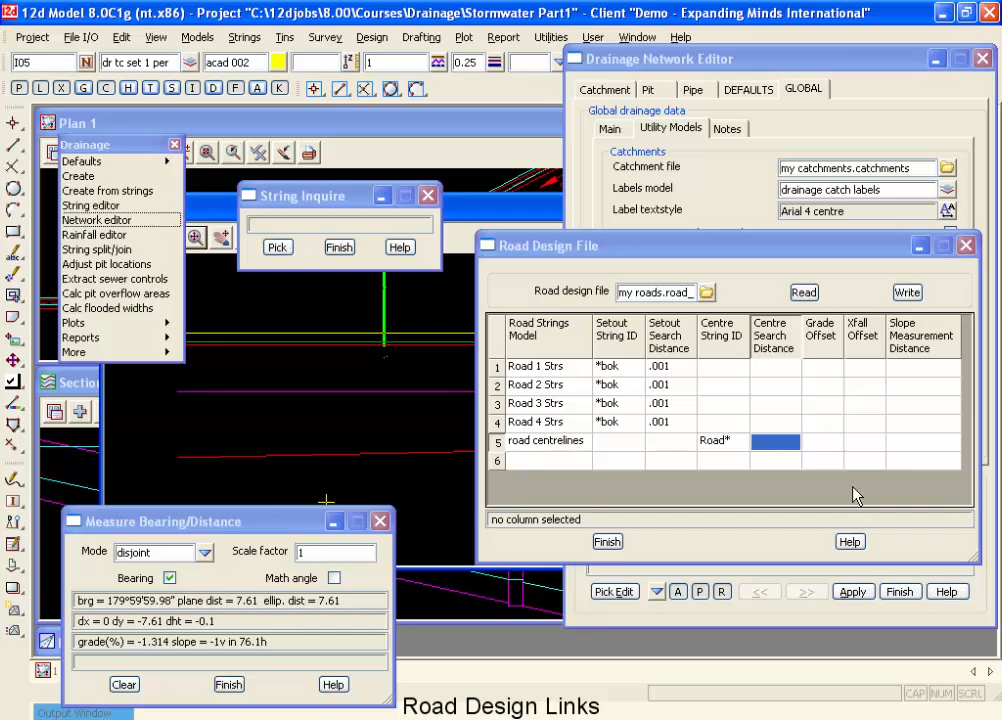 12d Model 8.0C1g (nt.x86) - Project "C:\12djobs\8.00\Courses\Drainage\Stormwater Part1" - Client "Demo - Expanding Minds International"
Project File I/O Edit View Models Strings Tins Survey Design Drafting Plot Report Utilities User Window Help
I05 N dr tc set 1 per acad 002 1 0.25
P L X G C H T S I D F A K
Plan 1
Drainage
Defaults
Create
Create from strings
String editor
Network editor
Rainfall editor
String split/join
Adjust pit locations
Extract sewer controls
Calc pit overflow areas
Calc flooded widths
Plots
Reports
More
Section
String Inquire
Pick Finish Help
Drainage Network Editor
Catchment Pit Pipe DEFAULTS GLOBAL
Global drainage data
Main Utility Models Notes
Catchments
Catchment file my catchments.catchments
Labels model drainage catch labels
Label textstyle Arial 4 centre
Road Design File
Road design file my roads.road_ Read Write
Road Strings Model Setout String ID Setout Search Distance Centre String ID Centre Search Distance Grade Offset Xfall Offset Slope Measurement Distance
1 Road 1 Strs *bok .001
2 Road 2 Strs *bok .001
3 Road 3 Strs *bok .001
4 Road 4 Strs *bok .001
5 road centrelines Road*
6
no column selected
Finish Help
Pick Edit A P R << >> Apply Finish Help
Measure Bearing/Distance
Mode disjoint Scale factor 1
Bearing Math angle
brg = 179°59'59.98" plane dist = 7.61 ellip. dist = 7.61
dx = 0 dy = -7.61 dht = -0.1
grade(%) = -1.314 slope = -1v in 76.1h
Clear Finish Help
1
CAP NUM SCRL
Output Window
Road Design Links